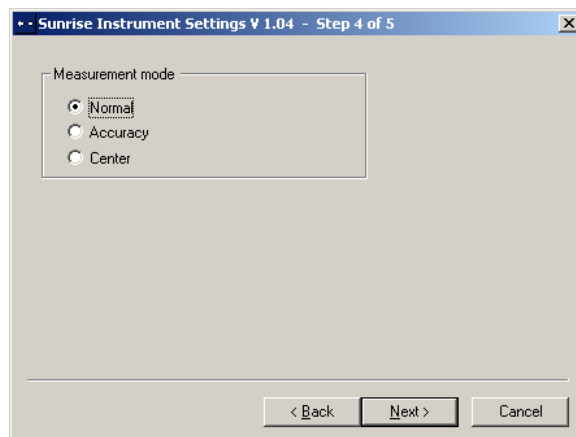 Sunrise Instrument Settings V 1.04 - Step 4 of 5
Measurement mode
Normal
Accuracy
Center
< Back Next > Cancel